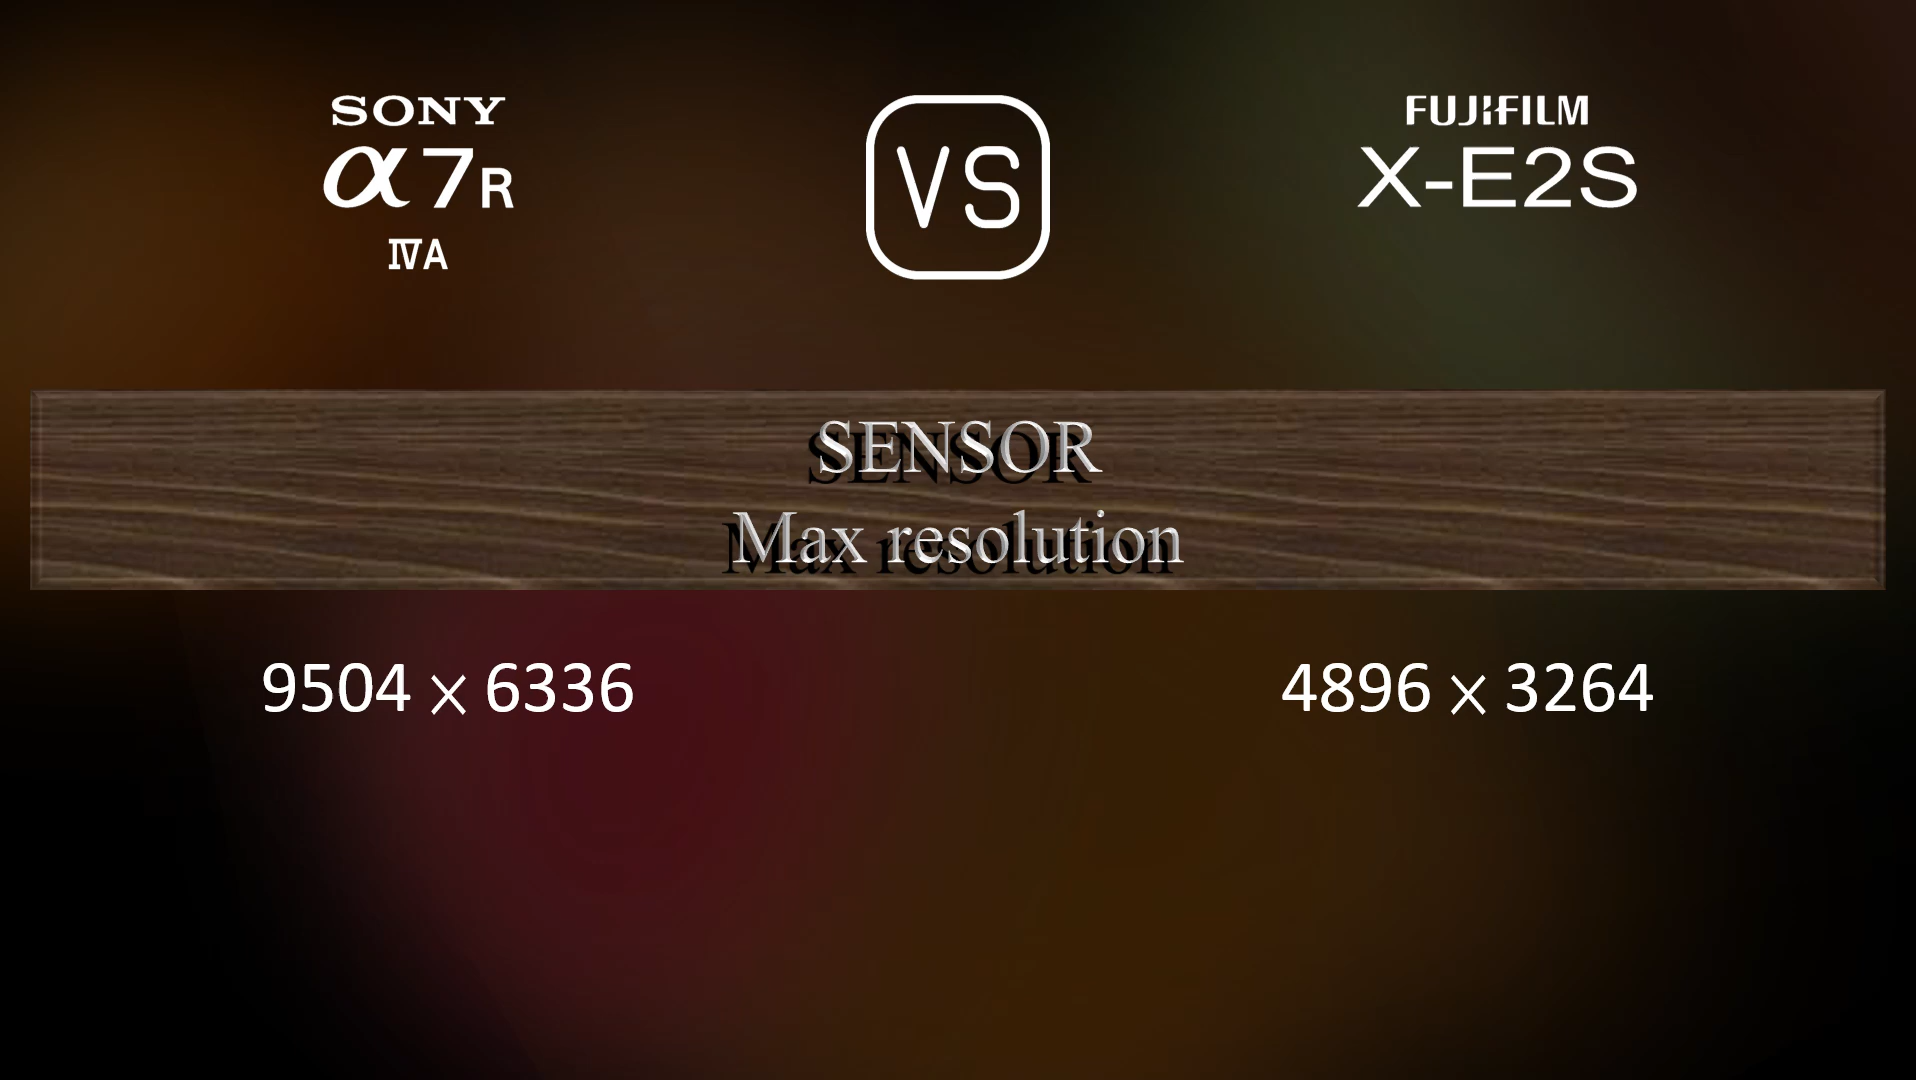 SONY
α7R
ⅣA
VS
FUJIFILM
X-E2S
SENSOR
Max resolution
9504 x 6336
4896 x 3264